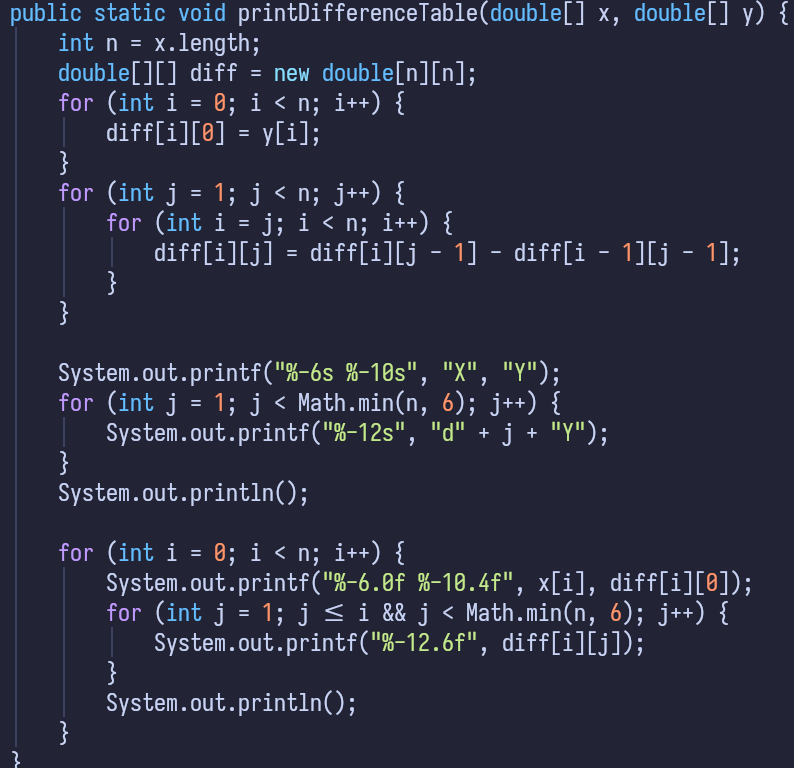 public static void printDifferenceTable(double[] x, double[] y) {
    int n = x.length;
    double[][] diff = new double[n][n];
    for (int i = 0; i < n; i++) {
        diff[i][0] = y[i];
    }
    for (int j = 1; j < n; j++) {
        for (int i = j; i < n; i++) {
            diff[i][j] = diff[i][j - 1] - diff[i - 1][j - 1];
        }
    }

    System.out.printf("%-6s %-10s", "X", "Y");
    for (int j = 1; j < Math.min(n, 6); j++) {
        System.out.printf("%-12s", "d" + j + "Y");
    }
    System.out.println();

    for (int i = 0; i < n; i++) {
        System.out.printf("%-6.0f %-10.4f", x[i], diff[i][0]);
        for (int j = 1; j ≤ i && j < Math.min(n, 6); j++) {
            System.out.printf("%-12.6f", diff[i][j]);
        }
        System.out.println();
    }
}